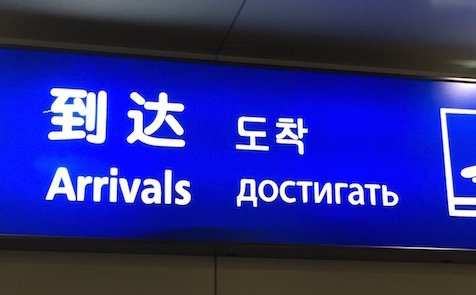 到达
도착
Arrivals
достигать